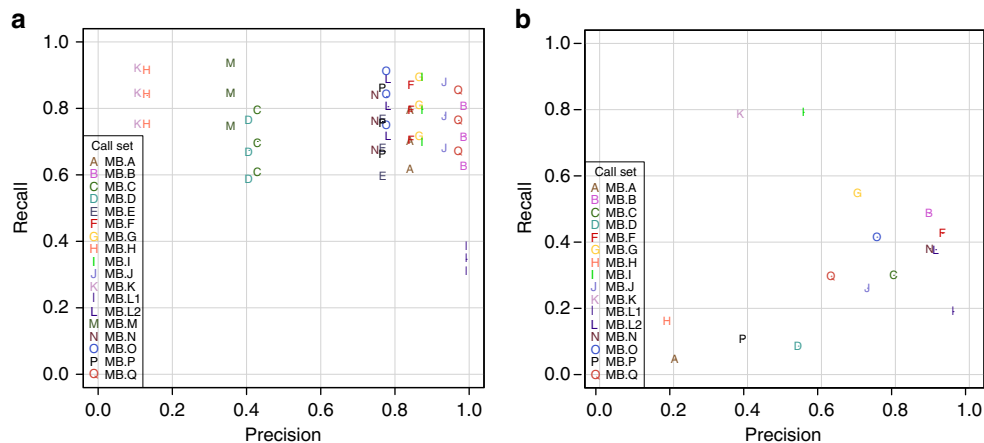 a
b
1.0
0.8
0.6
0.4
0.2
0.0
Recall
0.0 0.2 0.4 0.6 0.8 1.0
Precision
Call set
A MB.A
B MB.B
C MB.C
D MB.D
E MB.E
F MB.F
G MB.G
H MB.H
I MB.I
J MB.J
K MB.K
I MB.L1
L MB.L2
M MB.M
N MB.N
O MB.O
P MB.P
Q MB.Q
K H M O L P G I F J Q
K H M C D N O L E P A F G I J Q B
K H M C D N O L E P A F G I J Q B
C D E A B
I
I
I
1.0
0.8
0.6
0.4
0.2
0.0
Recall
0.0 0.2 0.4 0.6 0.8 1.0
Precision
Call set
A MB.A
B MB.B
C MB.C
D MB.D
F MB.F
G MB.G
H MB.H
I MB.I
J MB.J
K MB.K
I MB.L1
L MB.L2
N MB.N
O MB.O
P MB.P
Q MB.Q
K I
G
B
O F
N L
Q C
J
H I
P D
A